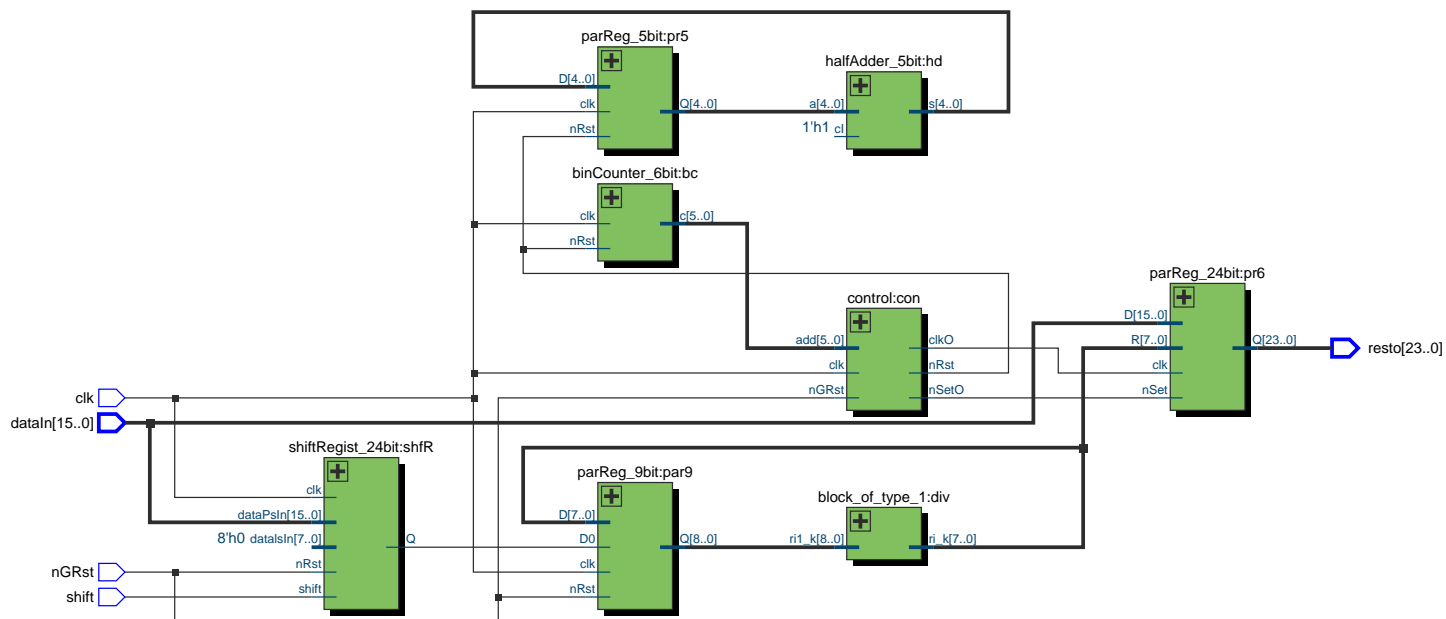 parReg_5bit:pr5
D[4..0]
clk
nRst
Q[4..0]
halfAdder_5bit:hd
a[4..0]
1'h1 cI
s[4..0]
binCounter_6bit:bc
clk
nRst
c[5..0]
control:con
add[5..0]
clk
nGRst
clkO
nRst
nSetO
parReg_24bit:pr6
D[15..0]
R[7..0]
clk
nSet
Q[23..0]
resto[23..0]
clk
dataIn[15..0]
shiftRegist_24bit:shfR
clk
dataPsIn[15..0]
8'h0 dataIsIn[7..0]
nRst
shift
Q
nGRst
shift
parReg_9bit:par9
D[7..0]
D0
clk
nRst
Q[8..0]
block_of_type_1:div
ri1_k[8..0]
ri_k[7..0]